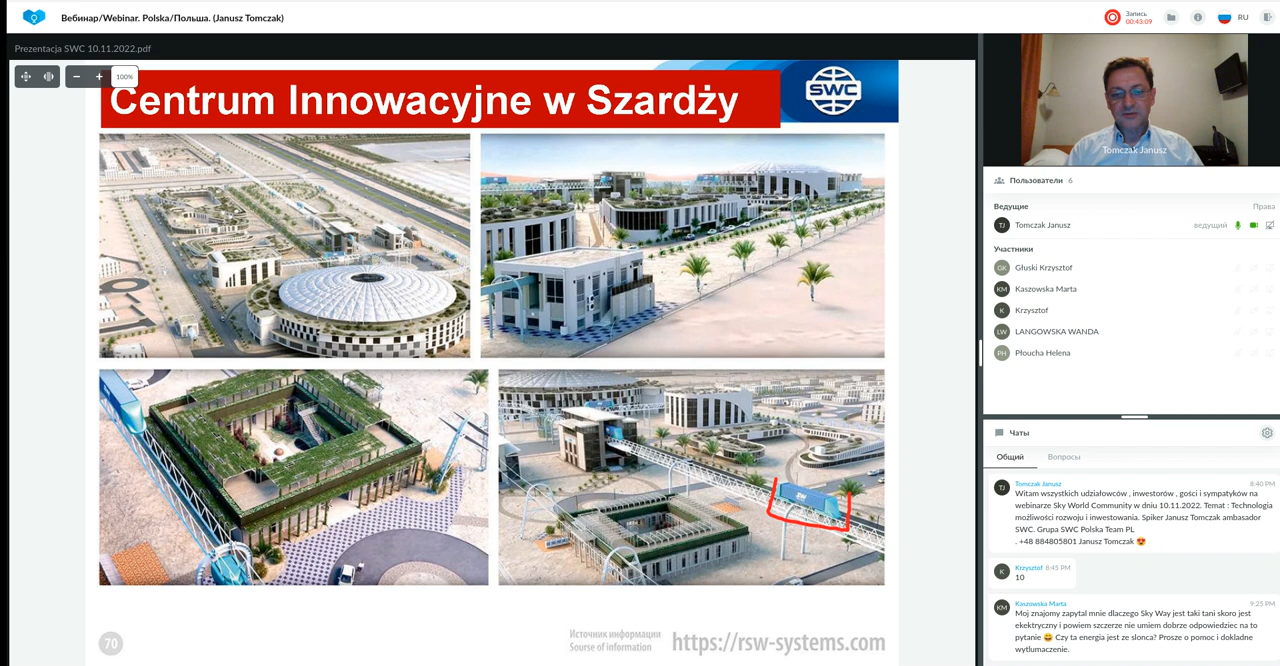 Вебинар/Webinar. Polska/Польша. (Janusz Tomczak)
Запись
00:43:09
RU
Prezentacja SWC 10.11.2022.pdf
100%
Centrum Innowacyjne w Szardży
SWC
Tomczak Janusz
Пользователи 6
Ведущие Права
TJ Tomczak Janusz ведущий
Участники
GK Głuski Krzysztof
KM Kaszowska Marta
K Krzysztof
LW LANGOWSKA WANDA
PH Płoucha Helena
Чаты
Общий Вопросы
TJ Tomczak Janusz 8:40 PM
Witam wszystkich udziałowców , inwestorów , gości i sympatyków na
webinarze Sky World Community w dniu 10.11.2022. Temat : Technologia
możliwości rozwoju i inwestowania. Spiker Janusz Tomczak ambasador
SWC. Grupa SWC Polska Team PL
. +48 884805801 Janusz Tomczak 😍
K Krzysztof 8:45 PM
10
KM Kaszowska Marta 9:25 PM
Moj znajomy zapytal mnie dlaczego Sky Way jest taki tani skoro jest
ekektryczny i powiem szczerze nie umiem dobrze odpowiedziec na to
pytanie 😄 Czy ta energia jest ze slonca? Prosze o pomoc i dokladne
wytlumaczenie.
70
Источник информации
Sourse of information
https://rsw-systems.com